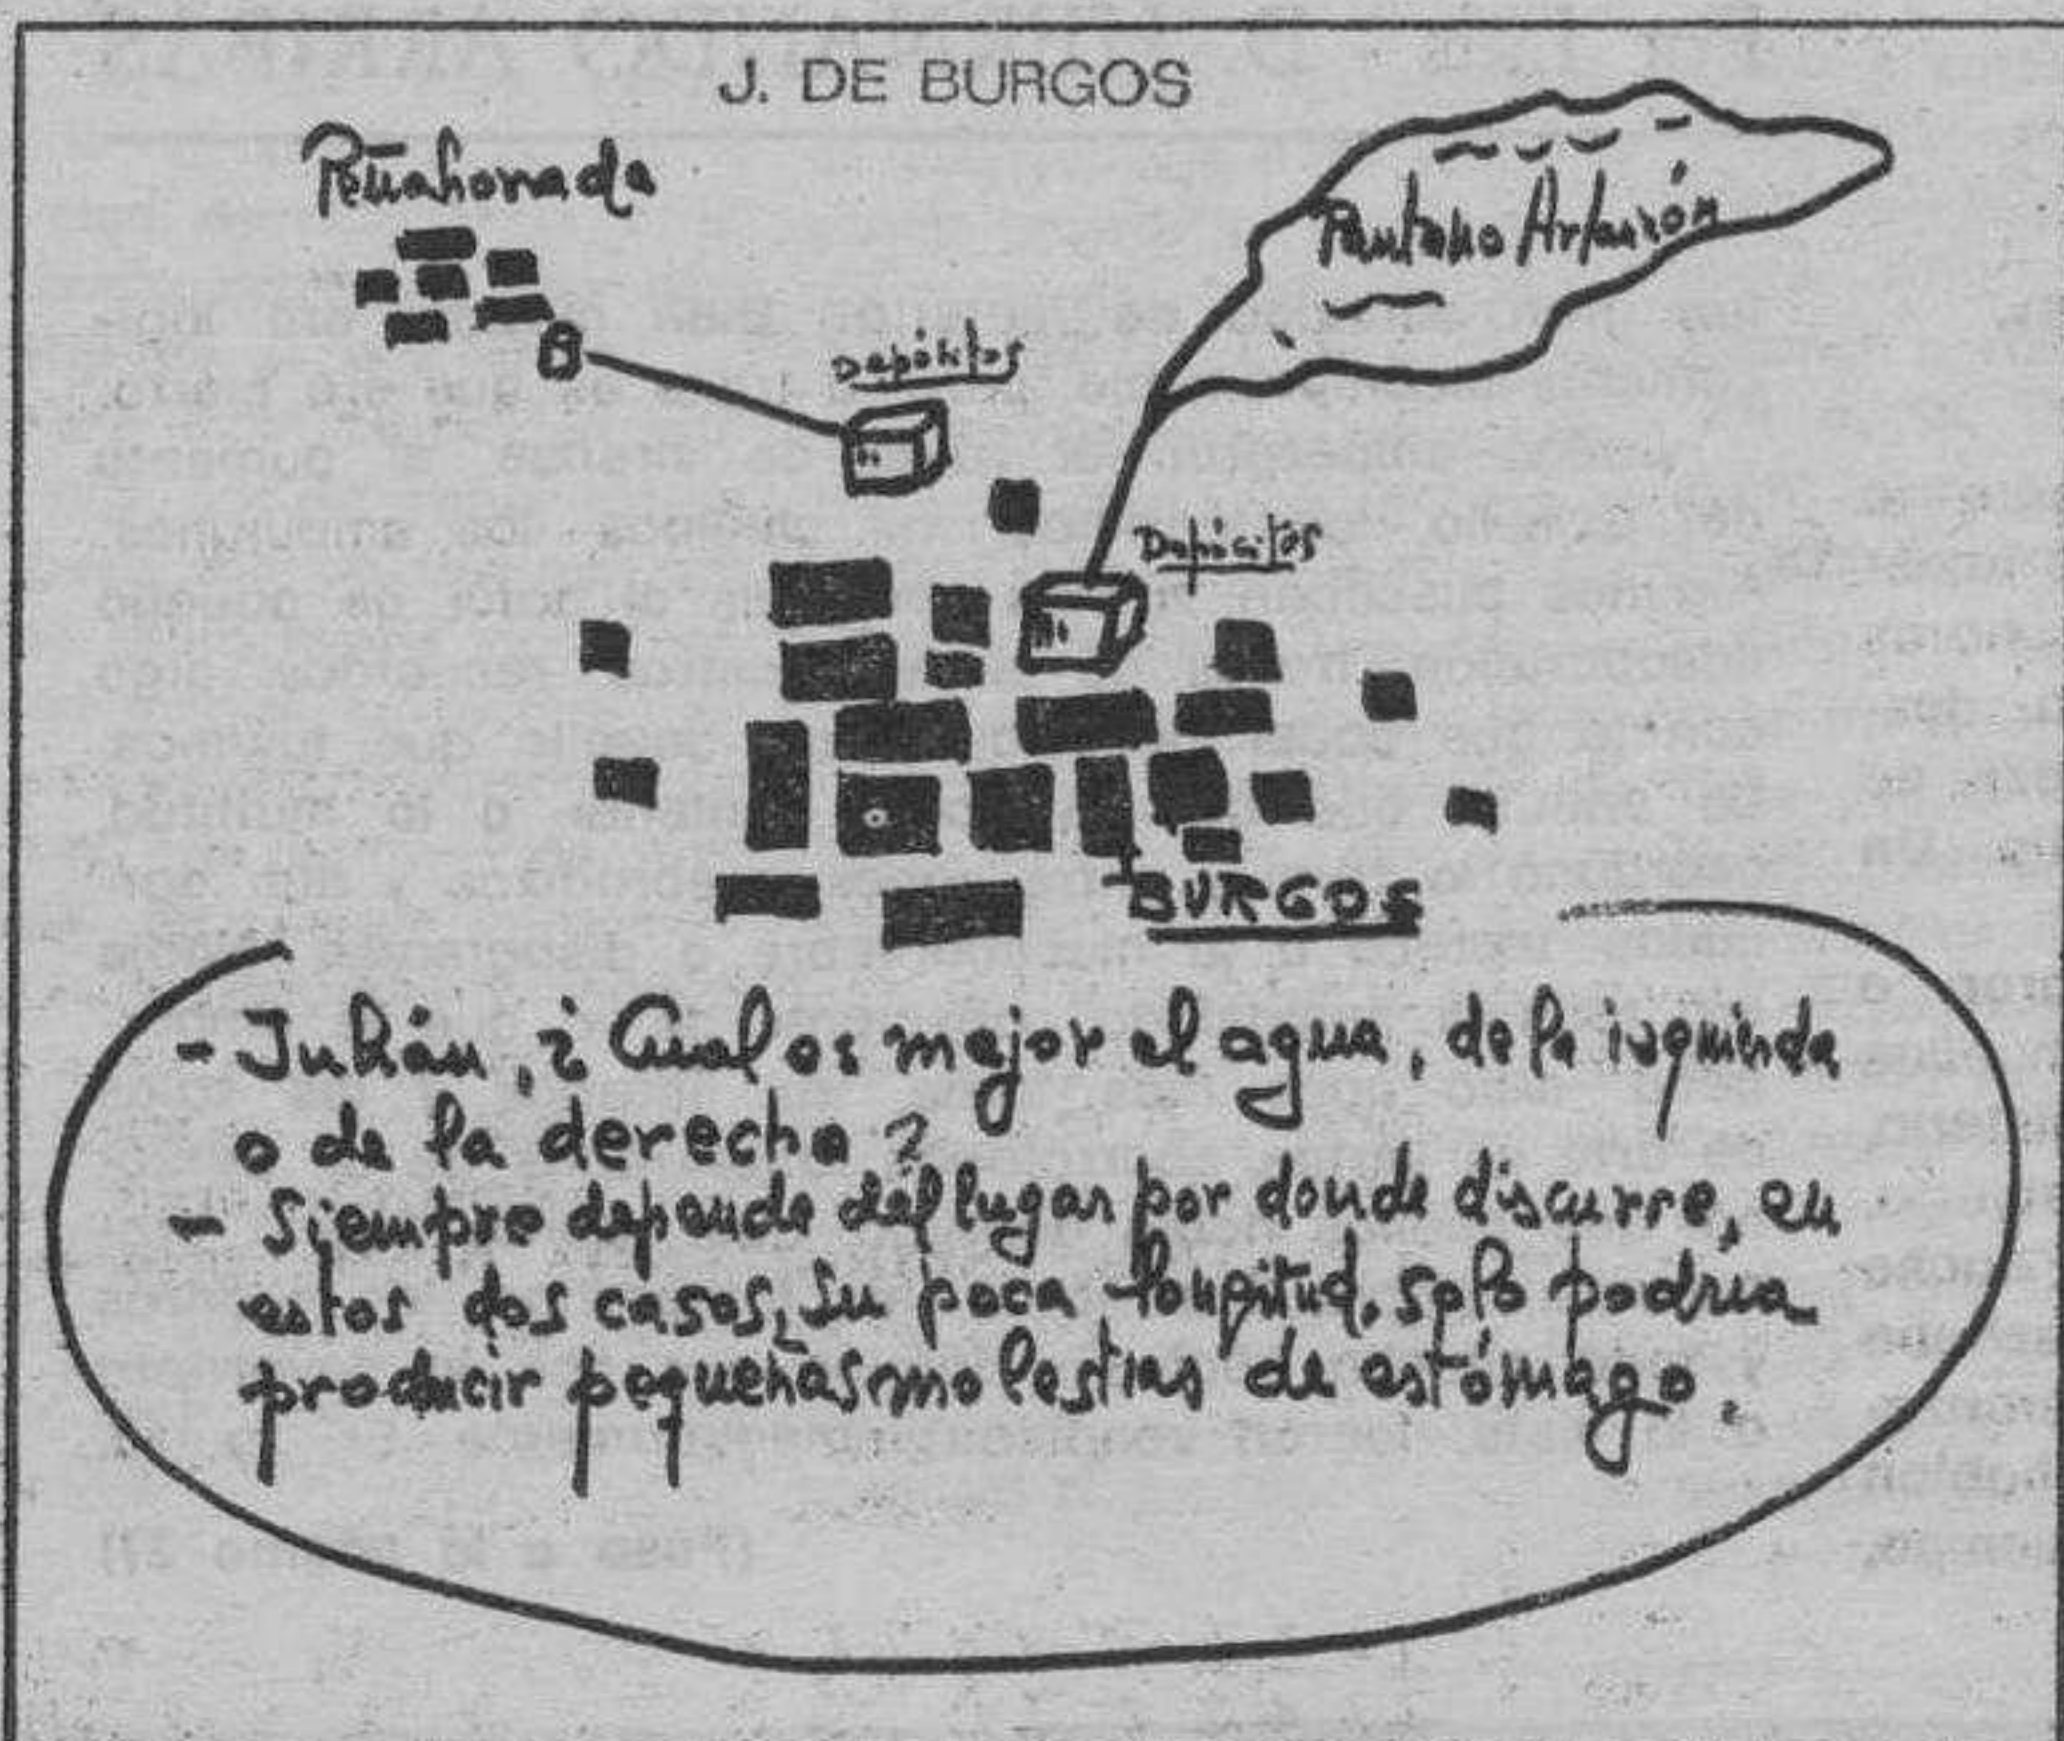 J. DE BURGOS
Peñahorada
Pantano Arlanzón
Depósitos
Depósitos
BURGOS
- Julián, ¿Cual es mejor el agua, de la izquierda
o de la derecha?
- Siempre depende del lugar por donde discurre, en
estos dos casos, su poca longitud, solo podría
producir pequeñas molestias de estómago.